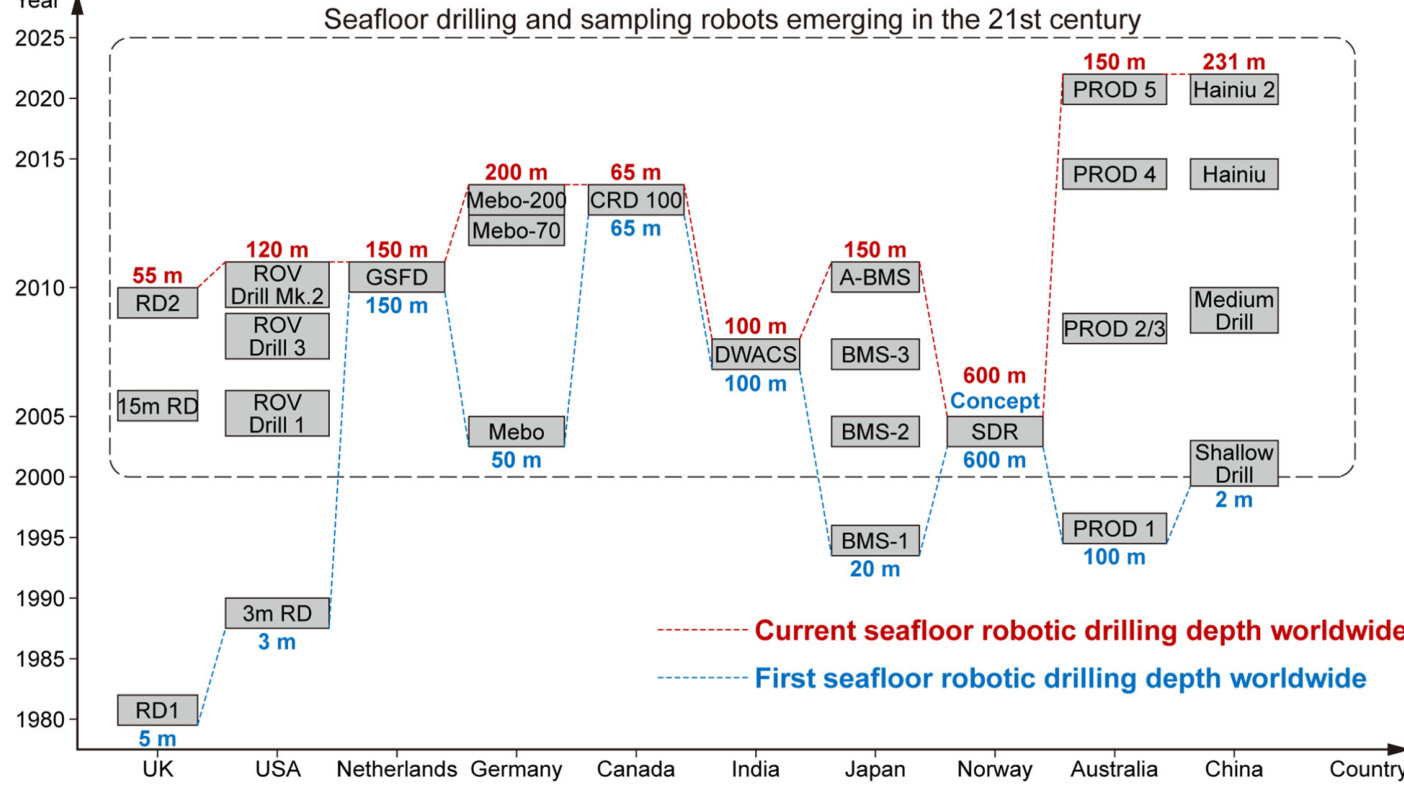 Year
Seafloor drilling and sampling robots emerging in the 21st century
2025
2020
2015
2010
2005
2000
1995
1990
1985
1980
55 m
RD2
15m RD
RD1
5 m
120 m
ROV
Drill Mk.2
ROV
Drill 3
ROV
Drill 1
3m RD
3 m
150 m
GSFD
150 m
200 m
Mebo-200
Mebo-70
Mebo
50 m
65 m
CRD 100
65 m
100 m
DWACS
100 m
150 m
A-BMS
BMS-3
BMS-2
BMS-1
20 m
600 m
Concept
SDR
600 m
150 m
PROD 5
PROD 4
PROD 2/3
PROD 1
100 m
231 m
Hainiu 2
Hainiu
Medium
Drill
Shallow
Drill
2 m
Current seafloor robotic drilling depth worldwide
First seafloor robotic drilling depth worldwide
UK
USA
Netherlands
Germany
Canada
India
Japan
Norway
Australia
China
Country